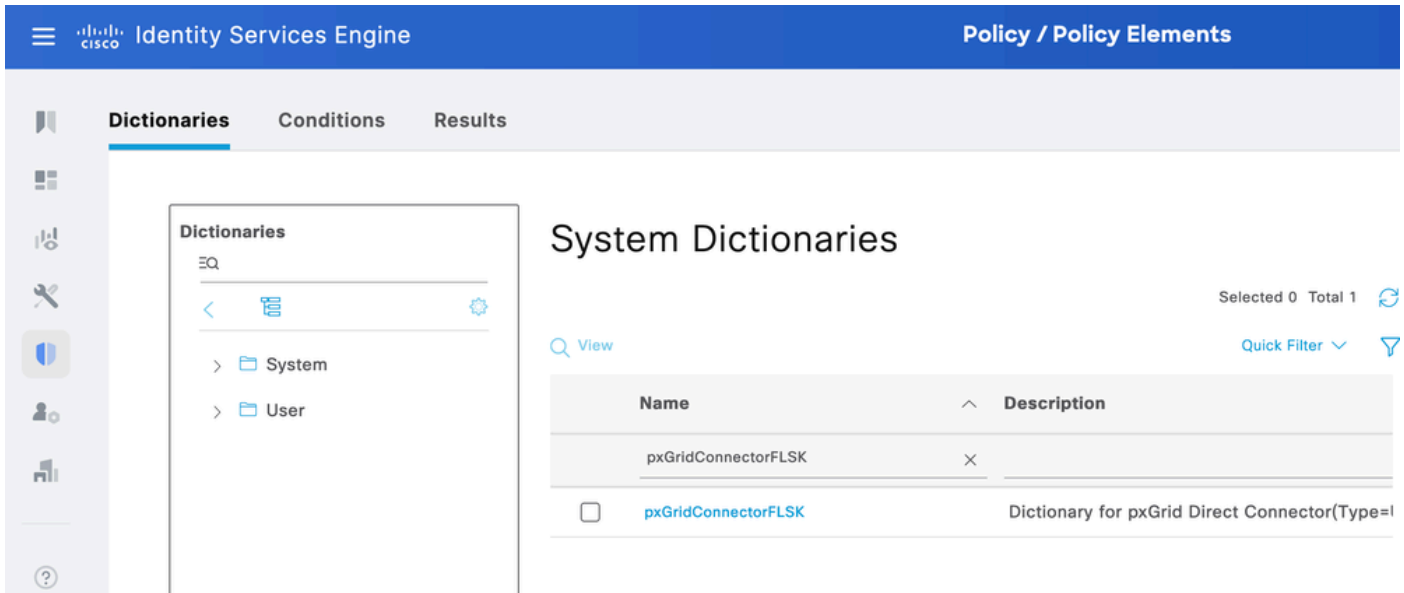 cisco Identity Services Engine
Policy / Policy Elements
Dictionaries Conditions Results
Dictionaries
System
User
System Dictionaries
Selected 0 Total 1
View
Quick Filter
Name Description
pxGridConnectorFLSK
pxGridConnectorFLSK Dictionary for pxGrid Direct Connector(Type=